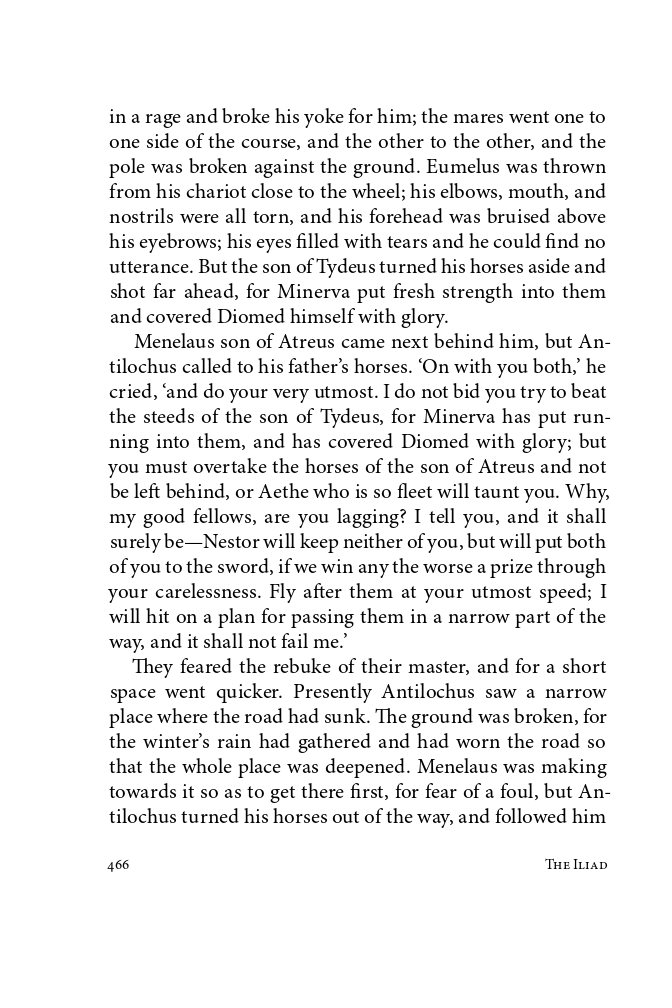 in a rage and broke his yoke for him; the mares went one to
one side of the course, and the other to the other, and the
pole was broken against the ground. Eumelus was thrown
from his chariot close to the wheel; his elbows, mouth, and
nostrils were all torn, and his forehead was bruised above
his eyebrows; his eyes filled with tears and he could find no
utterance. But the son of Tydeus turned his horses aside and
shot far ahead, for Minerva put fresh strength into them
and covered Diomed himself with glory.
Menelaus son of Atreus came next behind him, but An-
tilochus called to his father’s horses. ‘On with you both,’ he
cried, ‘and do your very utmost. I do not bid you try to beat
the steeds of the son of Tydeus, for Minerva has put run-
ning into them, and has covered Diomed with glory; but
you must overtake the horses of the son of Atreus and not
be left behind, or Aethe who is so fleet will taunt you. Why,
my good fellows, are you lagging? I tell you, and it shall
surely be—Nestor will keep neither of you, but will put both
of you to the sword, if we win any the worse a prize through
your carelessness. Fly after them at your utmost speed; I
will hit on a plan for passing them in a narrow part of the
way, and it shall not fail me.’
They feared the rebuke of their master, and for a short
space went quicker. Presently Antilochus saw a narrow
place where the road had sunk. The ground was broken, for
the winter’s rain had gathered and had worn the road so
that the whole place was deepened. Menelaus was making
towards it so as to get there first, for fear of a foul, but An-
tilochus turned his horses out of the way, and followed him
466 The Iliad